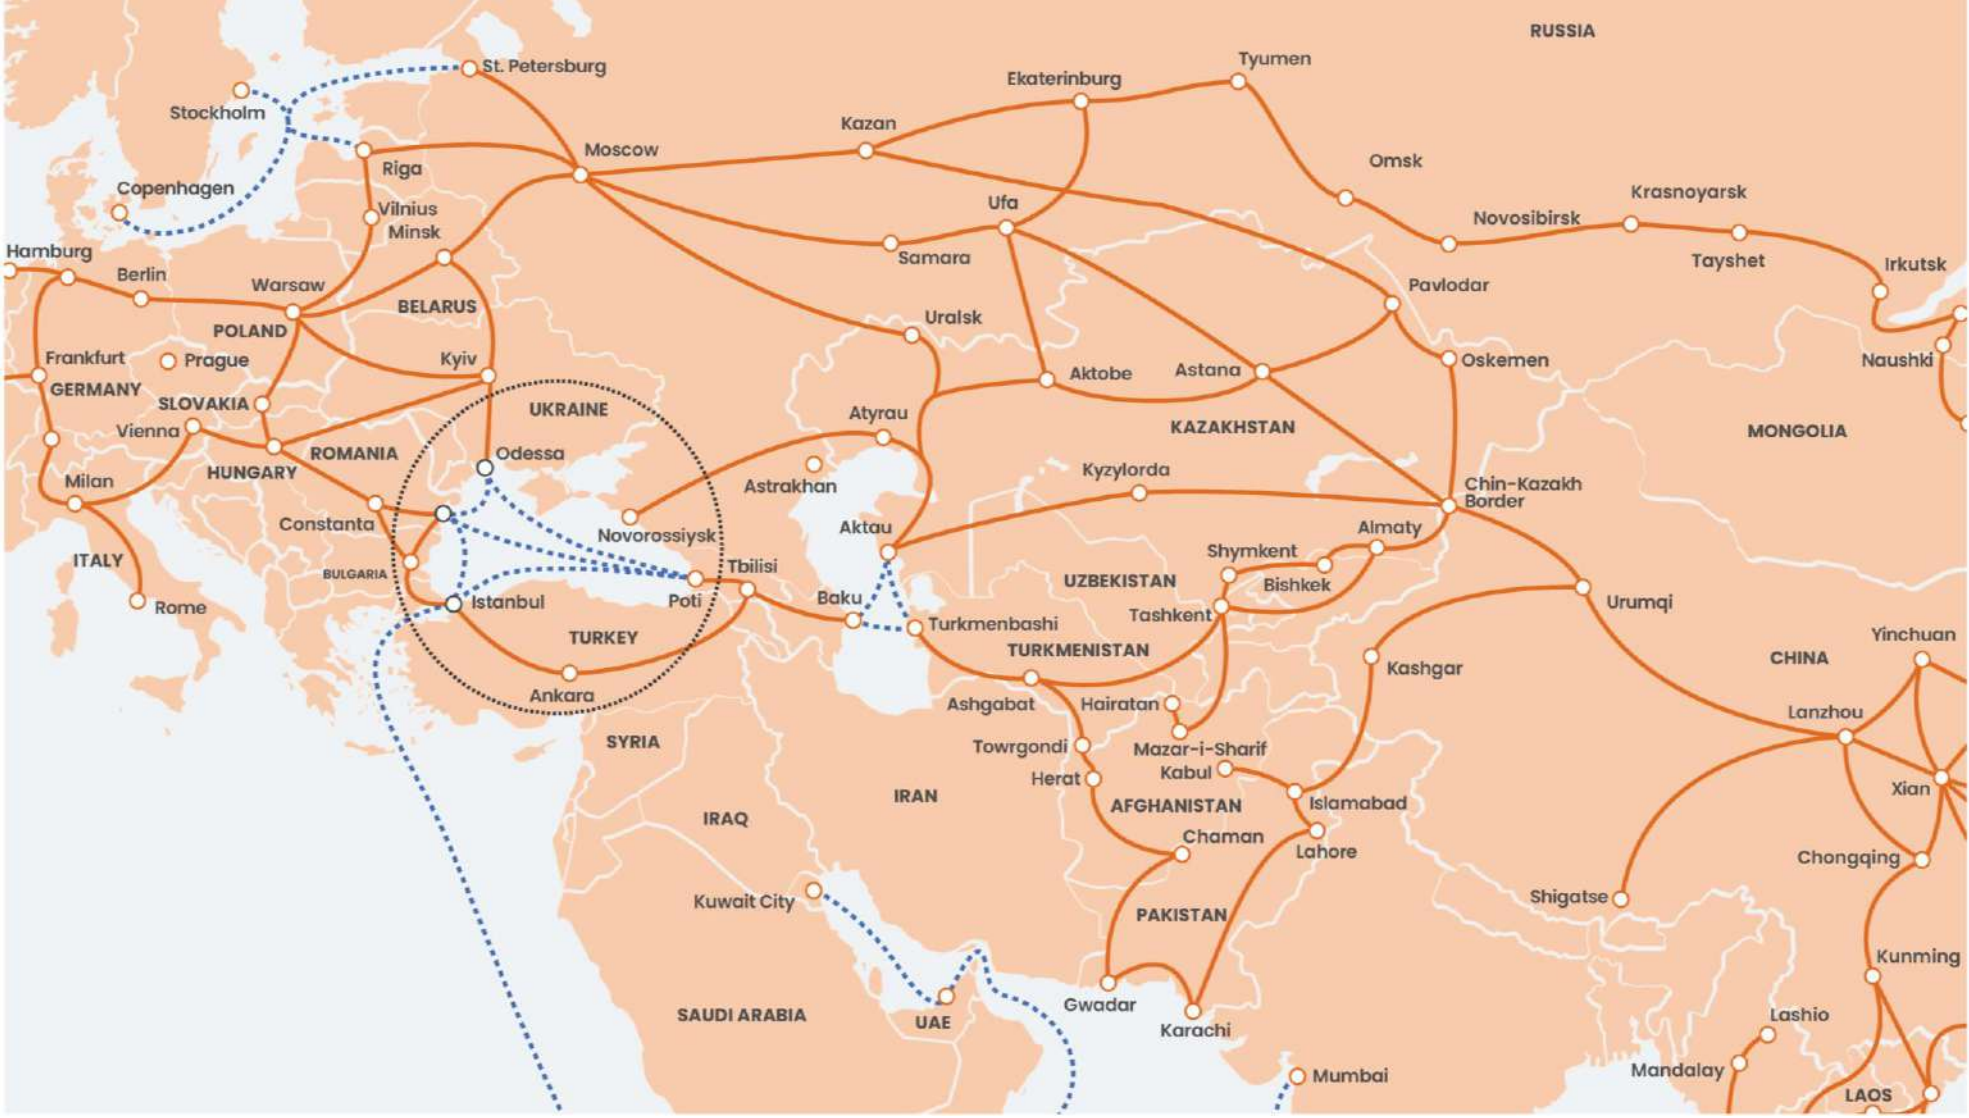 RUSSIA
Tyumen
St. Petersburg
Ekaterinburg
Stockholm
Kazan
Moscow
Omsk
Riga
Copenhagen
Krasnoyarsk
Ufa
Vilnius
Novosibirsk
Minsk
Hamburg
Samara
Tayshet
Irkutsk
Berlin
Warsaw
Pavlodar
BELARUS
Uralsk
POLAND
Frankfurt
Prague
Kyiv
Oskemen
Naushki
Aktobe
Astana
GERMANY
SLOVAKIA
UKRAINE
Atyrau
KAZAKHSTAN
Vienna
MONGOLIA
ROMANIA
Odessa
HUNGARY
Kyzylorda
Milan
Astrakhan
Chin-Kazakh
Border
Constanta
Aktau
Almaty
Novorossiysk
Shymkent
ITALY
Tbilisi
BULGARIA
UZBEKISTAN
Bishkek
Baku
Rome
Istanbul
Poti
Urumqi
Tashkent
Turkmenbashi
TURKEY
Yinchuan
TURKMENISTAN
CHINA
Kashgar
Ankara
Ashgabat
Hairatan
Lanzhou
SYRIA
Towrgondi
Mazar-i-Sharif
Kabul
Herat
Xian
IRAN
AFGHANISTAN
Islamabad
IRAQ
Chaman
Lahore
Chongqing
Kuwait City
Shigatse
PAKISTAN
Kunming
Gwadar
SAUDI ARABIA
UAE
Lashio
Karachi
Mandalay
Mumbai
LAOS